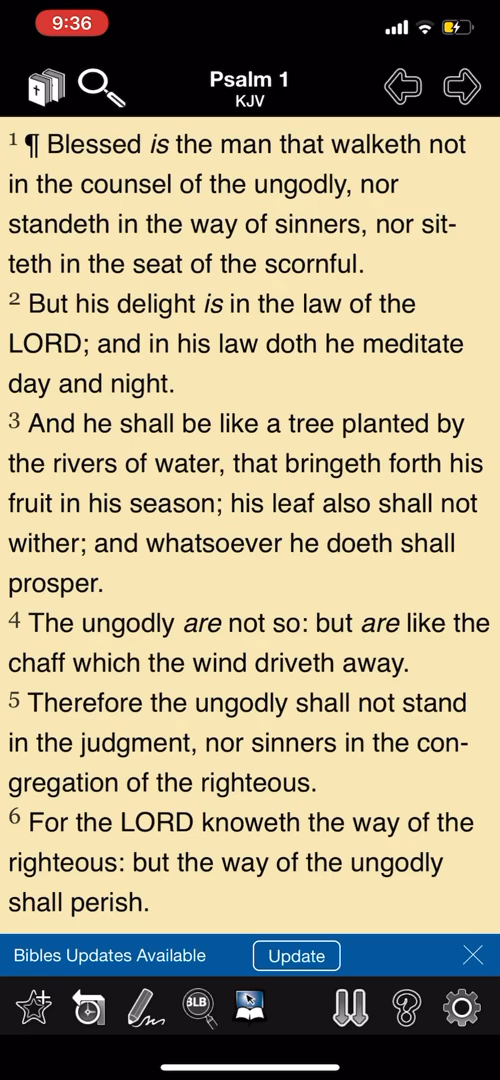 9:36
Psalm 1
KJV
1 ¶ Blessed is the man that walketh not
in the counsel of the ungodly, nor
standeth in the way of sinners, nor sit-
teth in the seat of the scornful.
2 But his delight is in the law of the
LORD; and in his law doth he meditate
day and night.
3 And he shall be like a tree planted by
the rivers of water, that bringeth forth his
fruit in his season; his leaf also shall not
wither; and whatsoever he doeth shall
prosper.
4 The ungodly are not so: but are like the
chaff which the wind driveth away.
5 Therefore the ungodly shall not stand
in the judgment, nor sinners in the con-
gregation of the righteous.
6 For the LORD knoweth the way of the
righteous: but the way of the ungodly
shall perish.
Bibles Updates Available Update
BLB